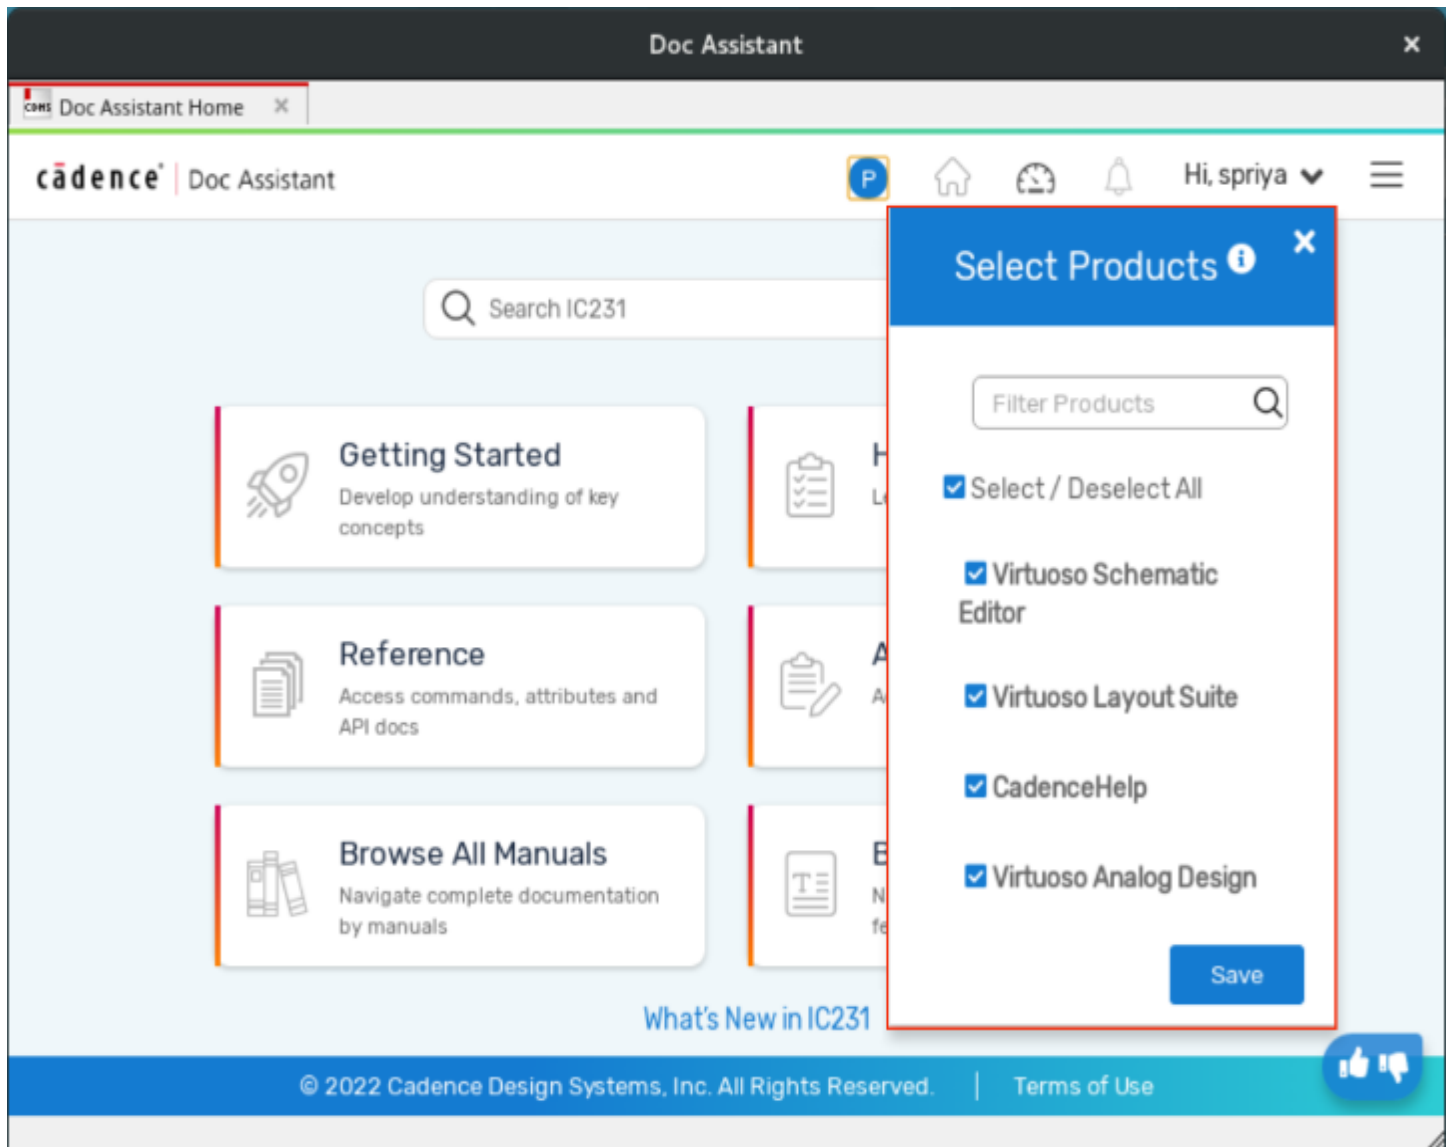 Doc Assistant
CDMS Doc Assistant Home
cādence® Doc Assistant
P
Hi, spriya
Select Products
Search IC231
Filter Products
Select / Deselect All
Virtuoso Schematic
Editor
Virtuoso Layout Suite
CadenceHelp
Virtuoso Analog Design
Save
Getting Started
Develop understanding of key
concepts
Reference
Access commands, attributes and
API docs
Browse All Manuals
Navigate complete documentation
by manuals
What's New in IC231
© 2022 Cadence Design Systems, Inc. All Rights Reserved.
Terms of Use